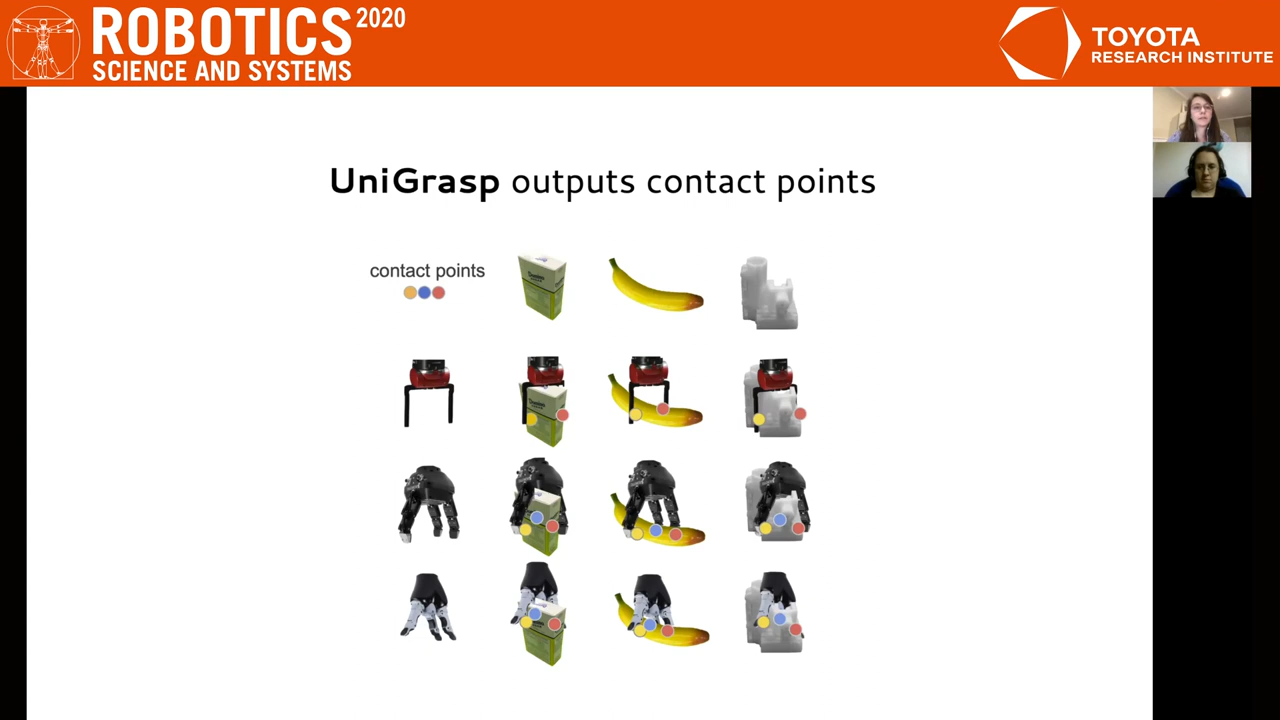 ROBOTICS 2020
SCIENCE AND SYSTEMS
TOYOTA
RESEARCH INSTITUTE
UniGrasp outputs contact points
contact points